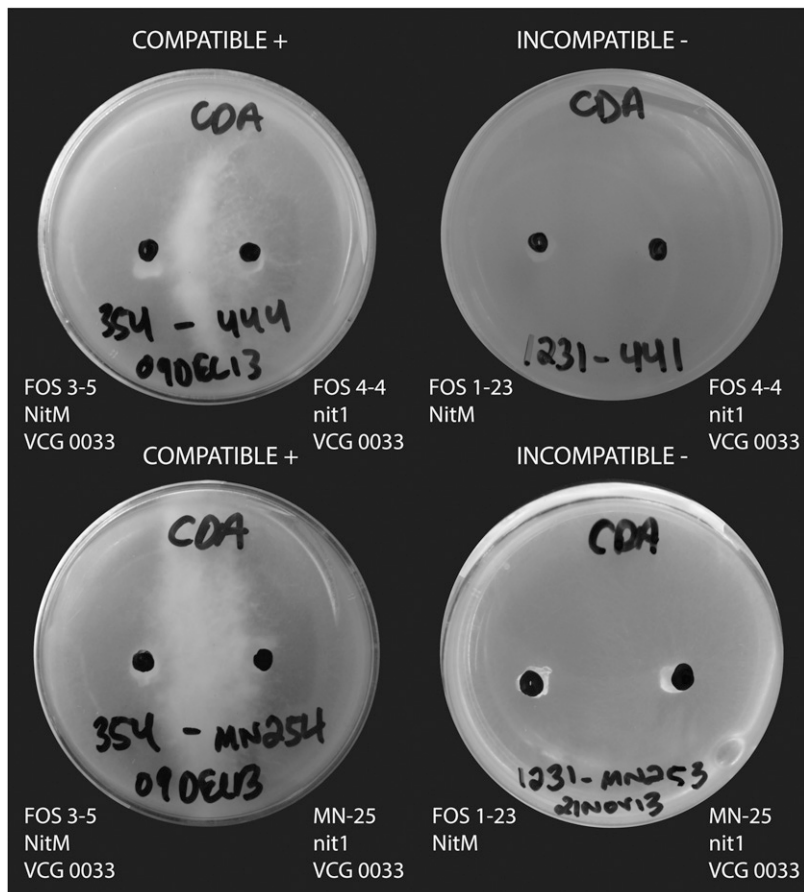 COMPATIBLE +
INCOMPATIBLE -
CDA
354 - 444
09DEC13
CDA
1231-441
FOS 3-5
NitM
VCG 0033
FOS 4-4
nit1
VCG 0033
FOS 1-23
NitM
FOS 4-4
nit1
VCG 0033
COMPATIBLE +
INCOMPATIBLE -
CDA
354 - MN254
09DEC13
CDA
1231-MN253
21NOV13
FOS 3-5
NitM
VCG 0033
MN-25
nit1
VCG 0033
FOS 1-23
NitM
MN-25
nit1
VCG 0033